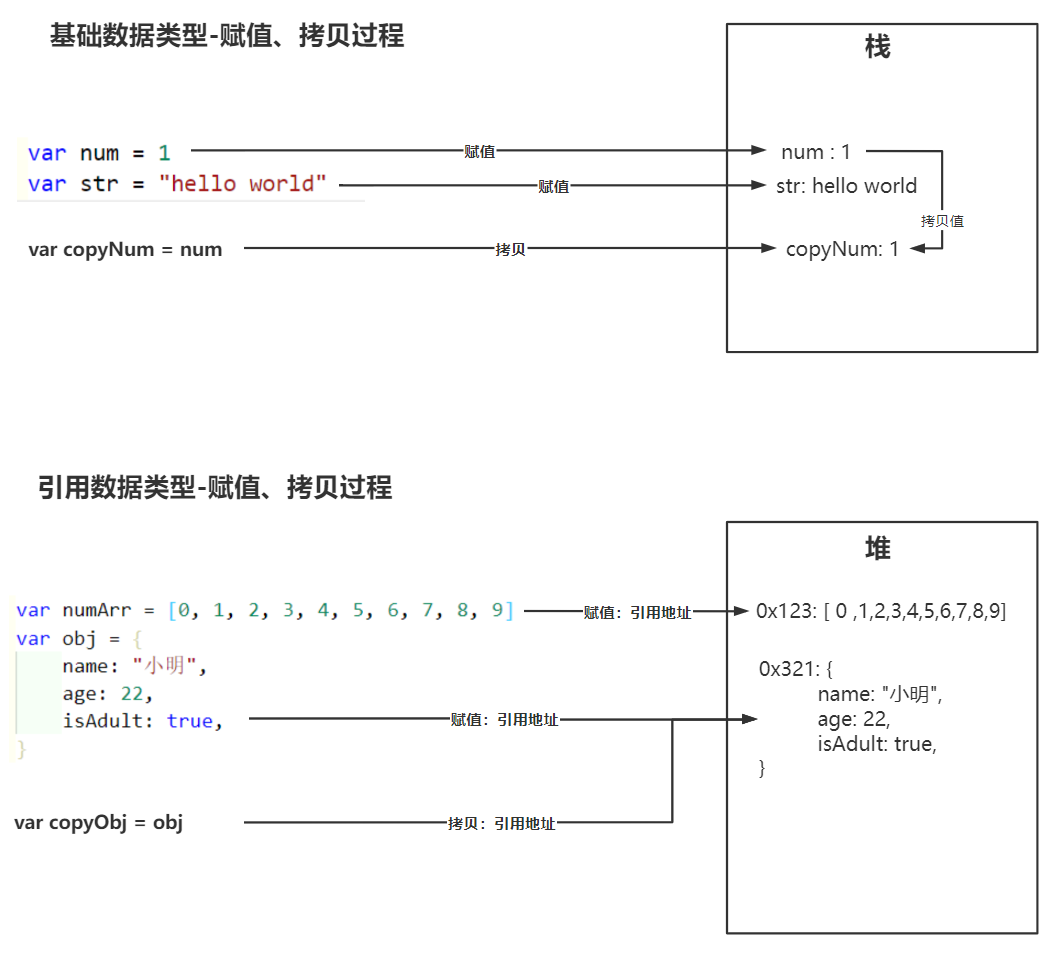 基础数据类型-赋值、拷贝过程
栈
var num = 1
赋值
num : 1
var str = "hello world"
赋值
str: hello world
拷贝值
var copyNum = num
拷贝
copyNum: 1
引用数据类型-赋值、拷贝过程
堆
var numArr = [0, 1, 2, 3, 4, 5, 6, 7, 8, 9]
赋值：引用地址
0x123: [ 0 ,1,2,3,4,5,6,7,8,9]
var obj = {
name: "小明",
age: 22,
isAdult: true,
}
赋值：引用地址
0x321: {
name: "小明",
age: 22,
isAdult: true,
}
var copyObj = obj
拷贝：引用地址